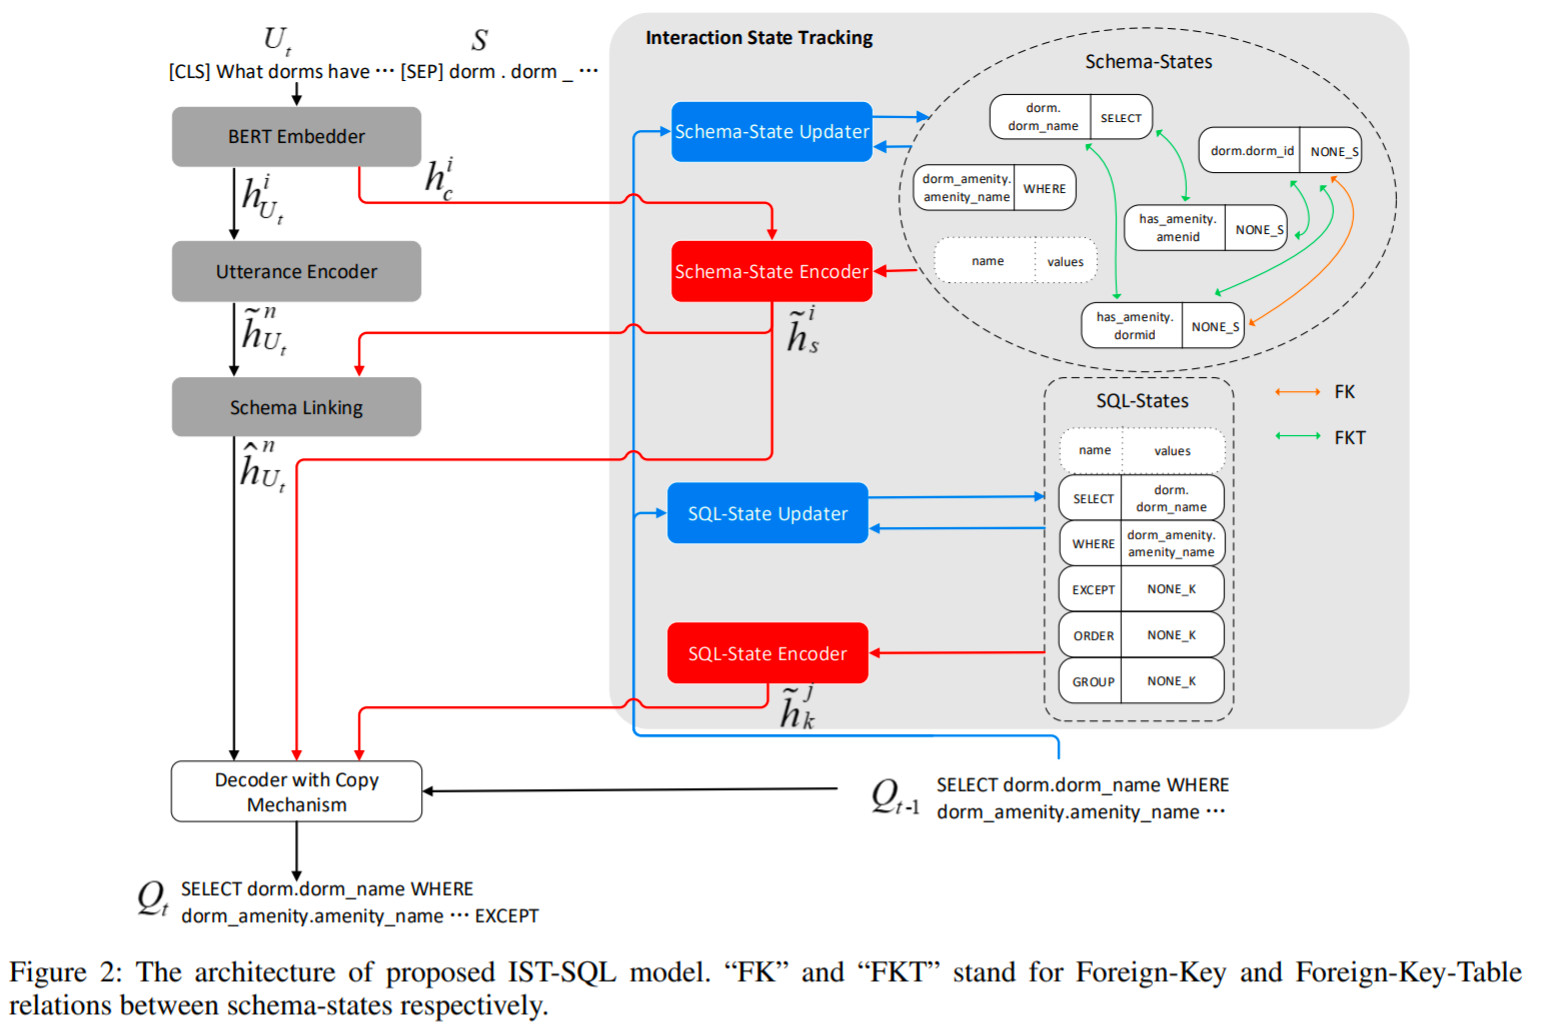 U_t S
[CLS] What dorms have ⋯ [SEP] dorm . dorm _ ⋯
BERT Embedder
h^i_{U_t}
h^i_c
Utterance Encoder
h̃^n_{U_t}
Schema Linking
ĥ^n_{U_t}
Decoder with Copy
Mechanism
Q_t SELECT dorm.dorm_name WHERE
dorm_amenity.amenity_name ⋯ EXCEPT
Interaction State Tracking
Schema-State Updater
Schema-State Encoder
h̃^i_s
SQL-State Updater
SQL-State Encoder
h̃^j_k
Schema-States
dorm.
dorm_name
SELECT
dorm.dorm_id
NONE_S
dorm_amenity.
amenity_name
WHERE
has_amenity.
amenid
NONE_S
name
values
has_amenity.
dormid
NONE_S
FK
FKT
SQL-States
name
values
SELECT
dorm.
dorm_name
WHERE
dorm_amenity.
amenity_name
EXCEPT
NONE_K
ORDER
NONE_K
GROUP
NONE_K
Q_{t-1} SELECT dorm.dorm_name WHERE
dorm_amenity.amenity_name ⋯
Figure 2: The architecture of proposed IST-SQL model. “FK” and “FKT” stand for Foreign-Key and Foreign-Key-Table
relations between schema-states respectively.